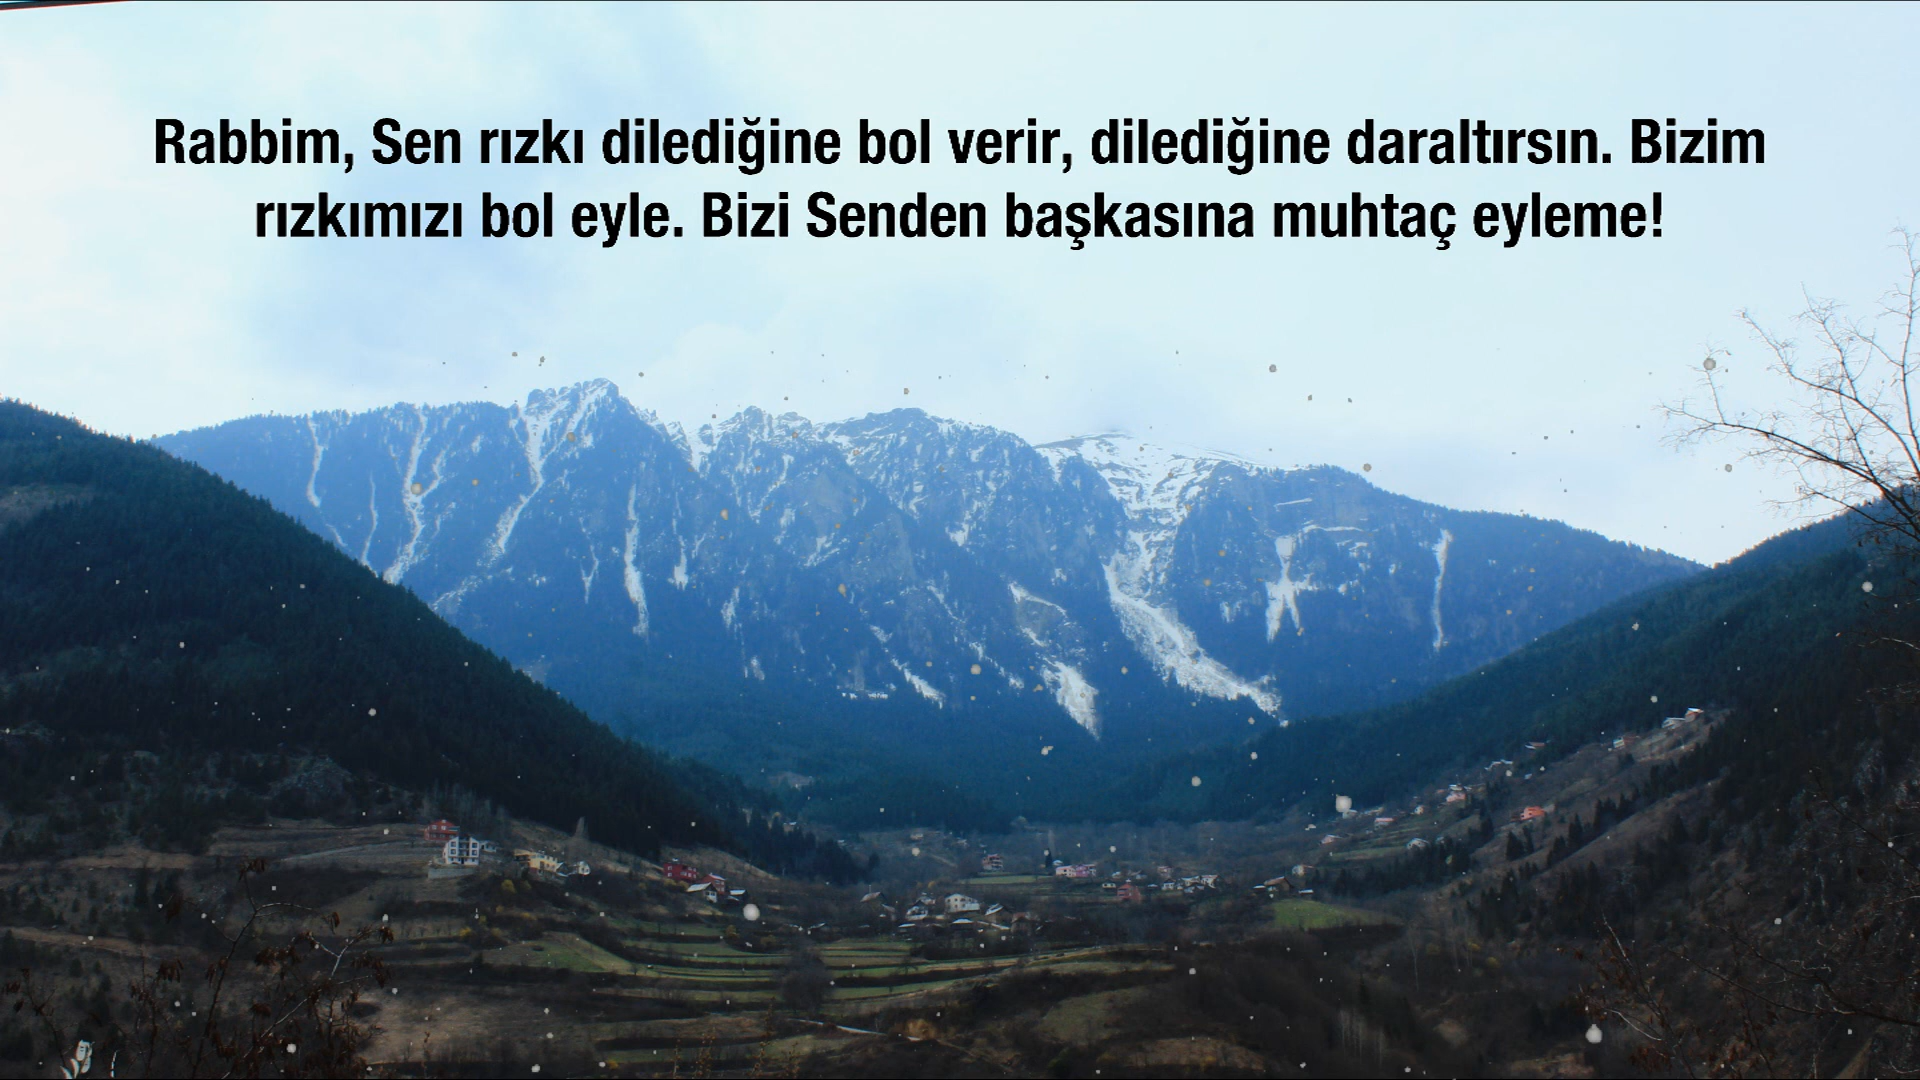 Rabbim, Sen rızkı dilediğine bol verir, dilediğine daraltırsın. Bizim
rızkımızı bol eyle. Bizi Senden başkasına muhtaç eyleme!